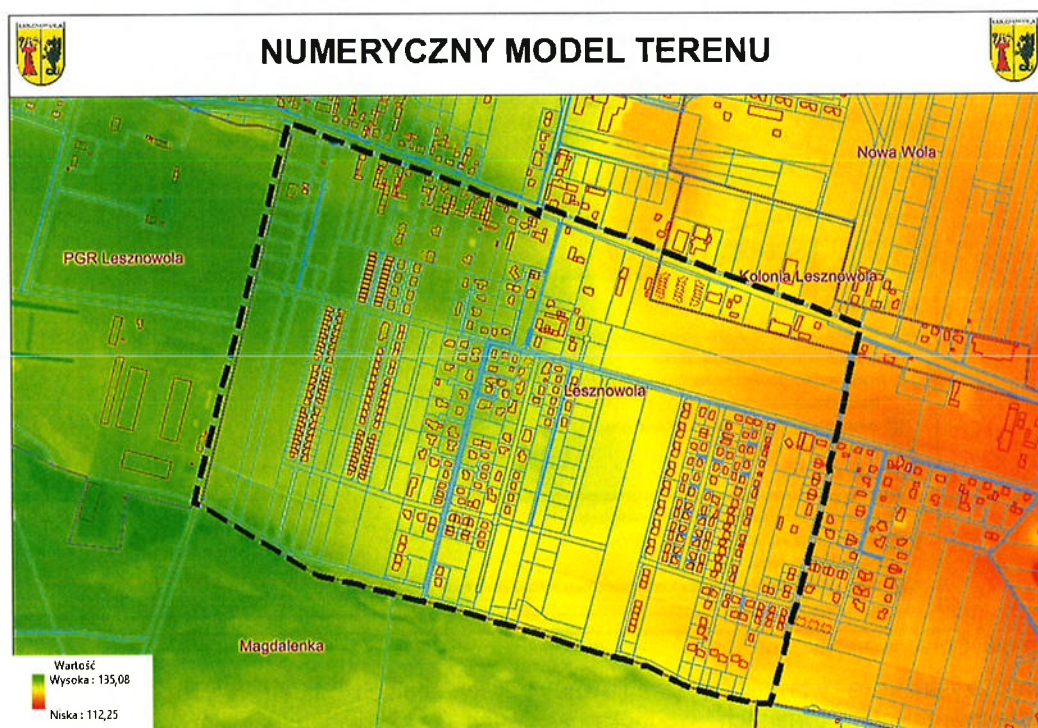 NUMERYCZNY MODEL TERENU
Nowa Wola
PGR Lesznowola
Kolonia Lesznowola
Lesznowola
Magdalenka
Wartość
Wysoka : 135,08
Niska : 112,25